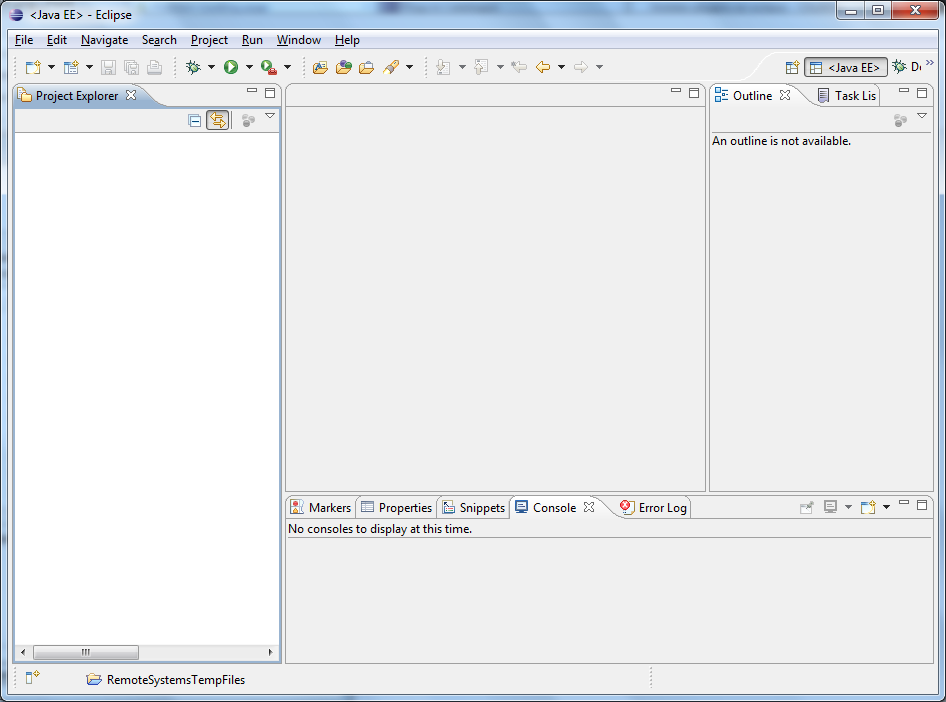 <Java EE> - Eclipse
File Edit Navigate Search Project Run Window Help
<Java EE> D
Project Explorer
Outline Task Lis
An outline is not available.
Markers Properties Snippets Console Error Log
No consoles to display at this time.
RemoteSystemsTempFiles